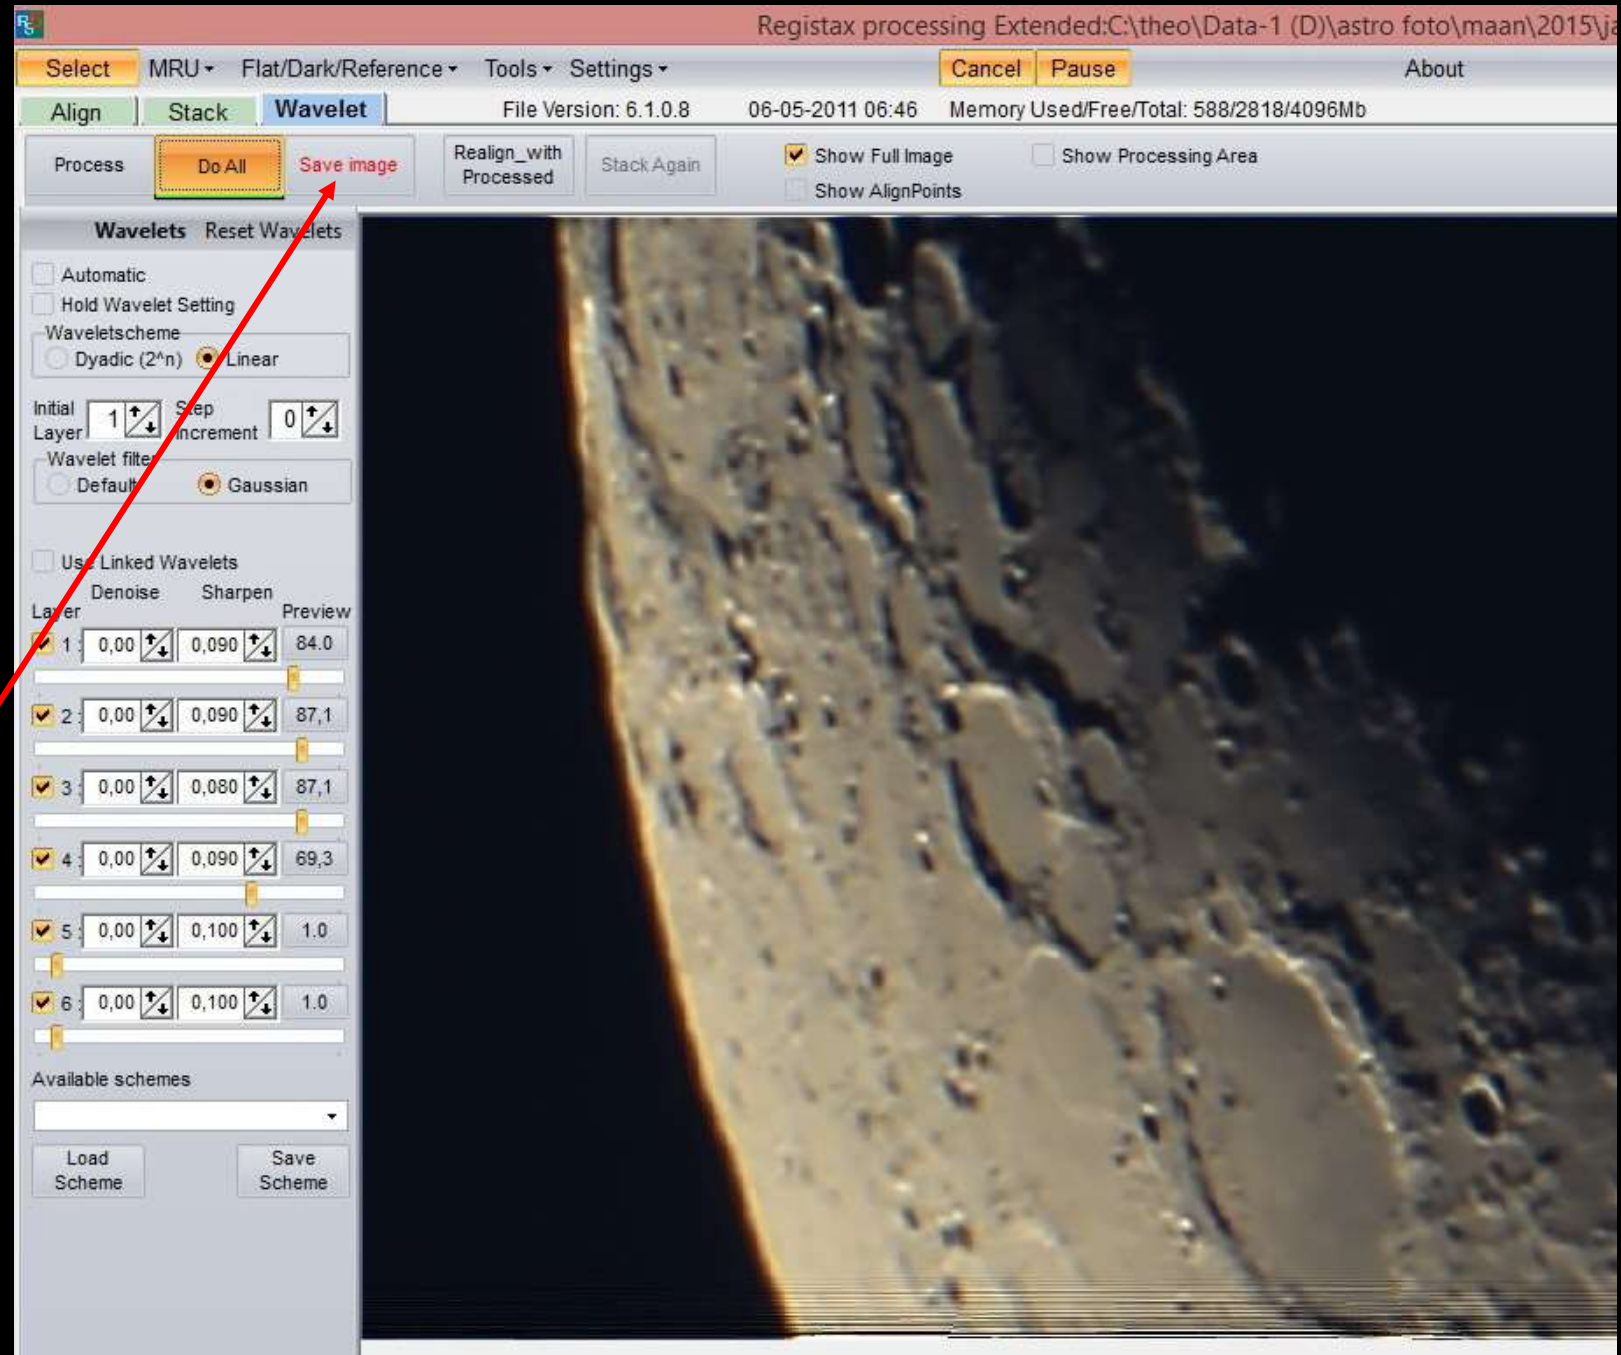 Registax processing Extended:C:\theo\Data-1 (D)\astro foto\maan\2015\ja
Select MRU Flat/Dark/Reference Tools Settings Cancel Pause About
Align Stack Wavelet File Version: 6.1.0.8 06-05-2011 06:46 Memory Used/Free/Total: 588/2818/4096Mb
Process Do All Save image Realign_with Processed Stack Again Show Full Image Show Processing Area
Show AlignPoints
Wavelets Reset Wavelets
Automatic
Hold Wavelet Setting
Waveletscheme
Dyadic (2^n) Linear
Initial Layer 1 Step Increment 0
Wavelet filter
Default Gaussian
Use Linked Wavelets
Denoise Sharpen
Layer Preview
1: 0,00 0,090 84.0
2: 0,00 0,090 87,1
3: 0,00 0,080 87,1
4: 0,00 0,090 69,3
5: 0,00 0,100 1.0
6: 0,00 0,100 1.0
Available schemes
Load Scheme Save Scheme